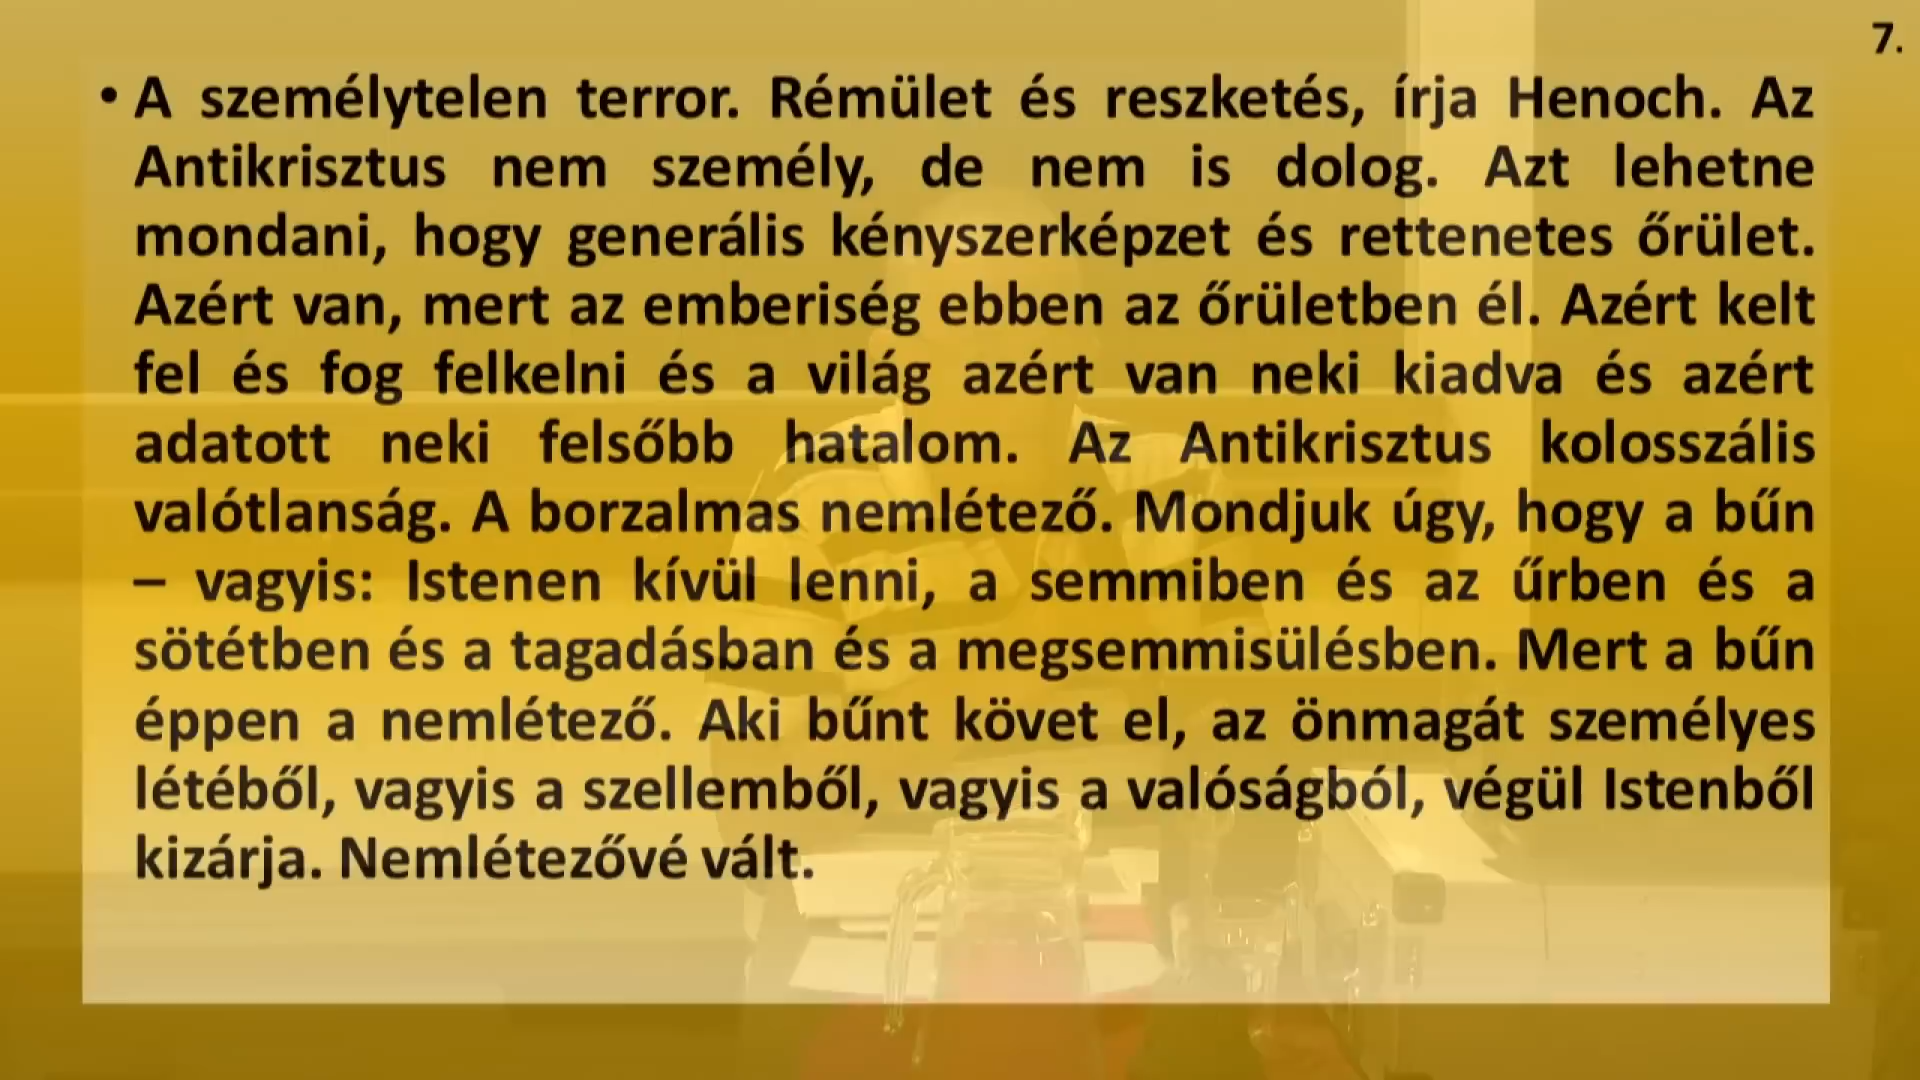 7.
• A személytelen terror. Rémület és reszketés, írja Henoch. Az
Antikrisztus nem személy, de nem is dolog. Azt lehetne
mondani, hogy generális kényszerképzet és rettenetes őrület.
Azért van, mert az emberiség ebben az őrületben él. Azért kelt
fel és fog felkelni és a világ azért van neki kiadva és azért
adatott neki felsőbb hatalom. Az Antikrisztus kolosszális
valótlanság. A borzalmas nemlétező. Mondjuk úgy, hogy a bűn
– vagyis: Istenen kívül lenni, a semmiben és az űrben és a
sötétben és a tagadásban és a megsemmisülésben. Mert a bűn
éppen a nemlétező. Aki bűnt követ el, az önmagát személyes
létéből, vagyis a szellemből, vagyis a valóságból, végül Istenből
kizárja. Nemlétezővé vált.